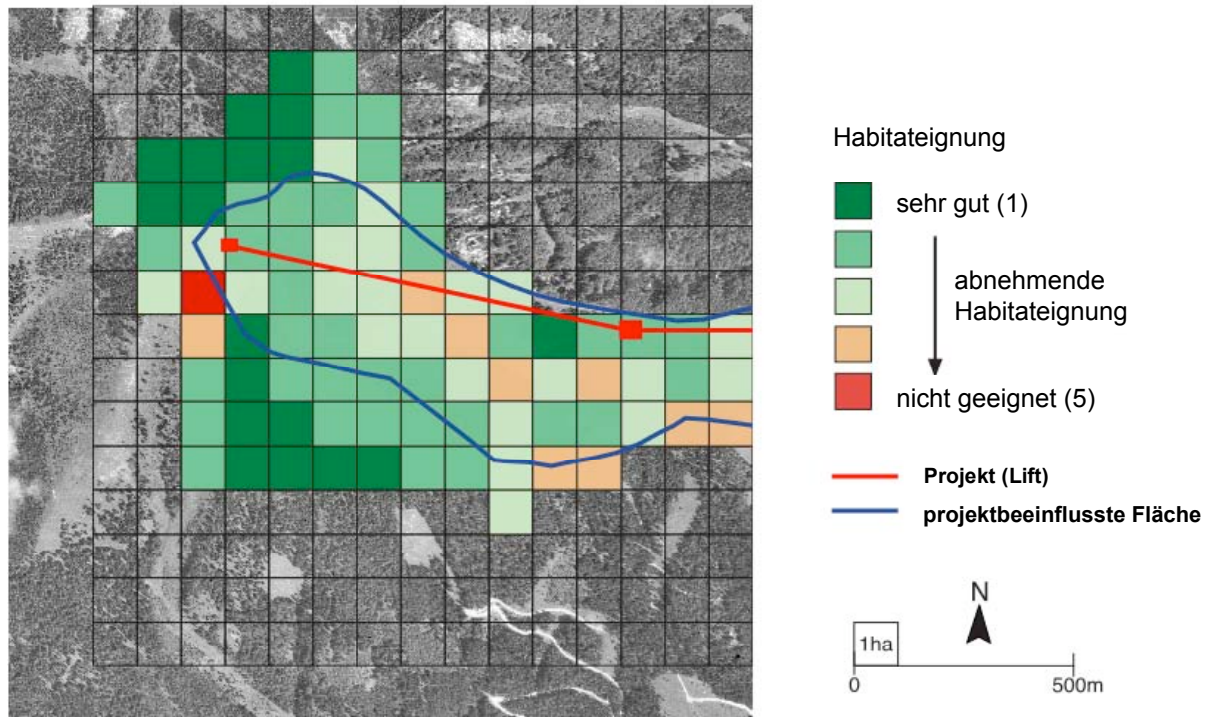 Habitateignung
sehr gut (1)
abnehmende
Habitateignung
nicht geeignet (5)
Projekt (Lift)
projektbeeinflusste Fläche
N
1ha
0
500m